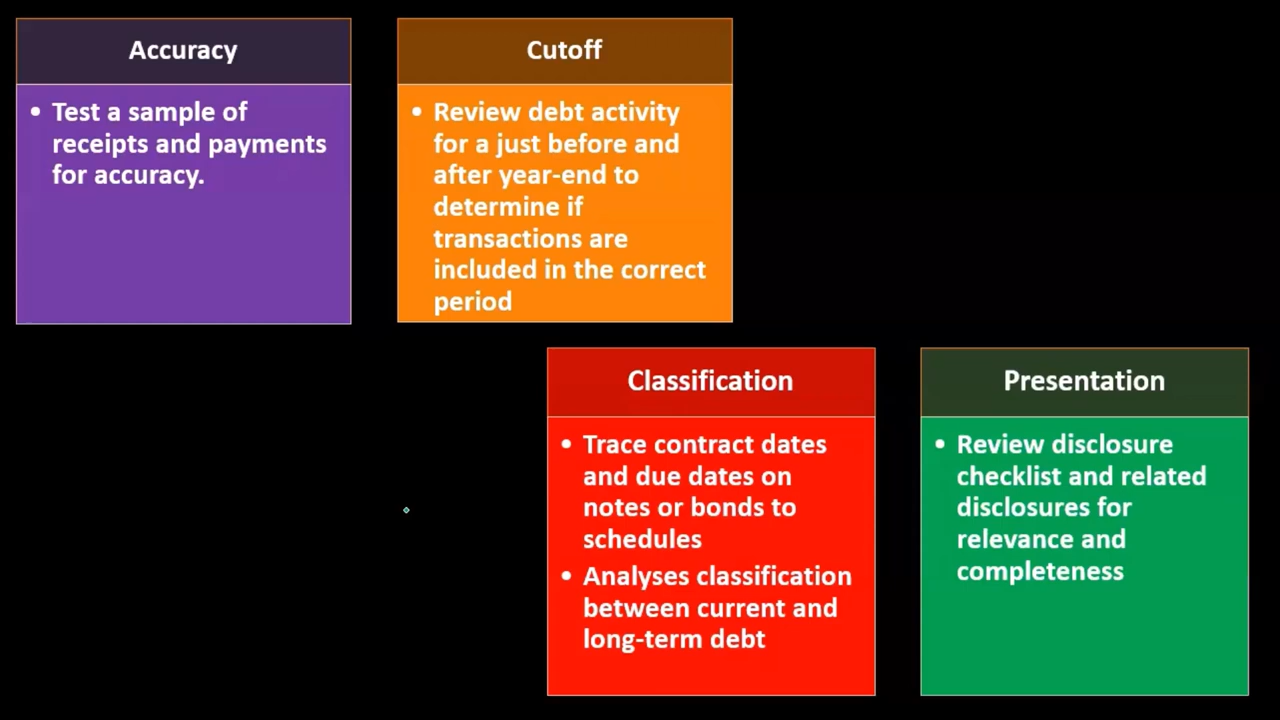 Accuracy
• Test a sample of
receipts and payments
for accuracy.
Cutoff
• Review debt activity
for a just before and
after year-end to
determine if
transactions are
included in the correct
period
Classification
• Trace contract dates
and due dates on
notes or bonds to
schedules
• Analyses classification
between current and
long-term debt
Presentation
• Review disclosure
checklist and related
disclosures for
relevance and
completeness